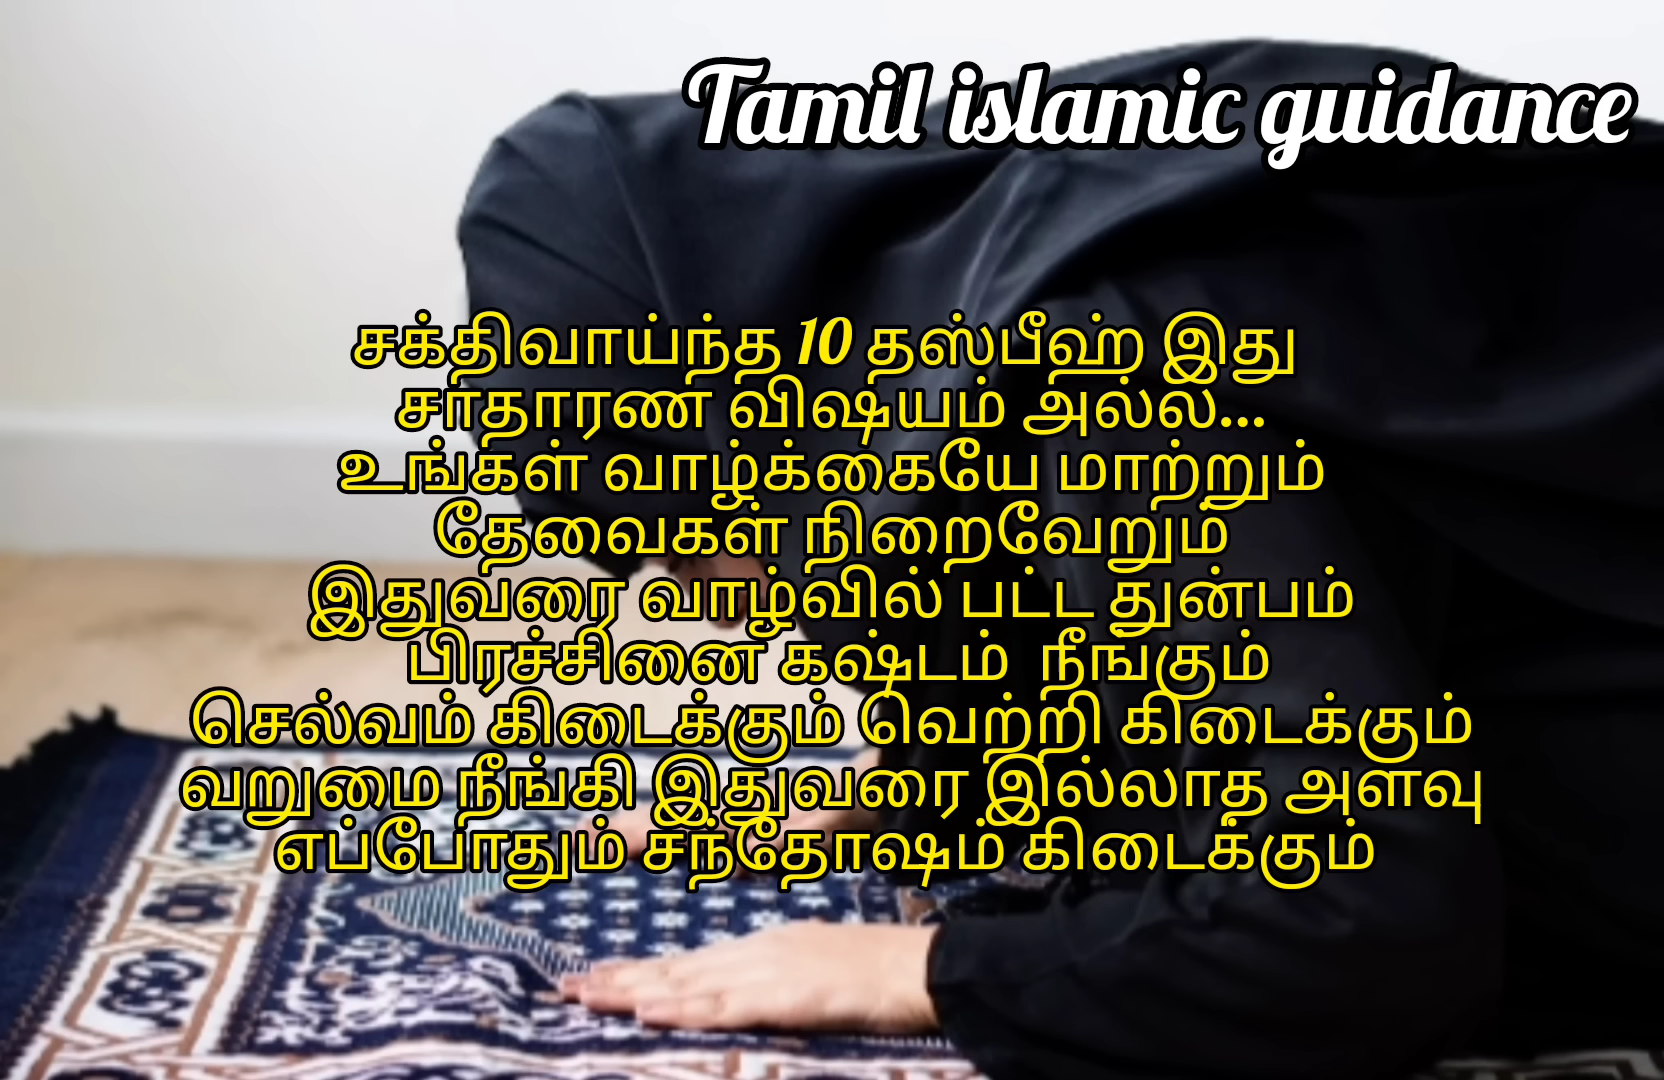 Tamil islamic guidance
சக்திவாய்ந்த 10 தஸ்பீஹ் இது
சாதாரண விஷயம் அல்ல...
உங்கள் வாழ்க்கையே மாற்றும்
தேவைகள் நிறைவேறும்
இதுவரை வாழ்வில் பட்ட துன்பம்
பிரச்சினை கஷ்டம் நீங்கும்
செல்வம் கிடைக்கும் வெற்றி கிடைக்கும்
வறுமை நீங்கி இதுவரை இல்லாத அளவு
எப்போதும் சந்தோஷம் கிடைக்கும்